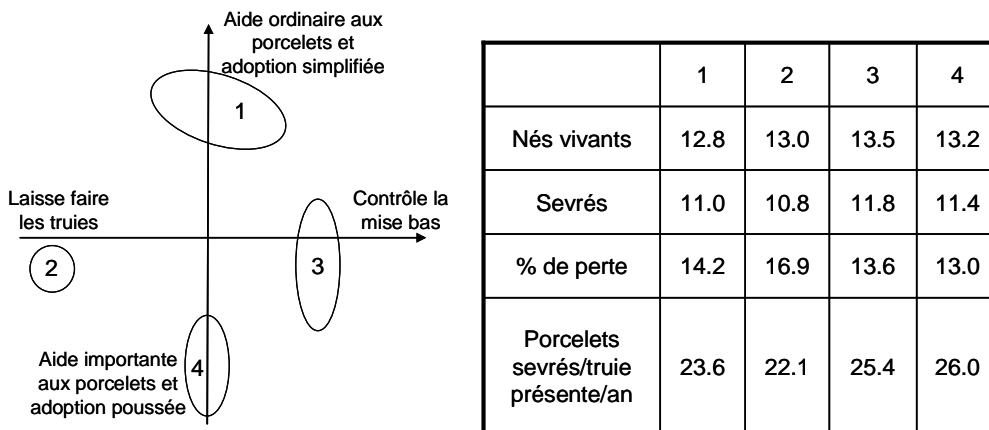 Aide ordinaire aux
porcelets et
adoption simplifiée
1
Laisse faire
les truies
Contrôle la
mise bas
2
3
4
Aide importante
aux porcelets et
adoption poussée
1 2 3 4
Nés vivants 12.8 13.0 13.5 13.2
Sevrés 11.0 10.8 11.8 11.4
% de perte 14.2 16.9 13.6 13.0
Porcelets
sevrés/truie
présente/an
23.6 22.1 25.4 26.0